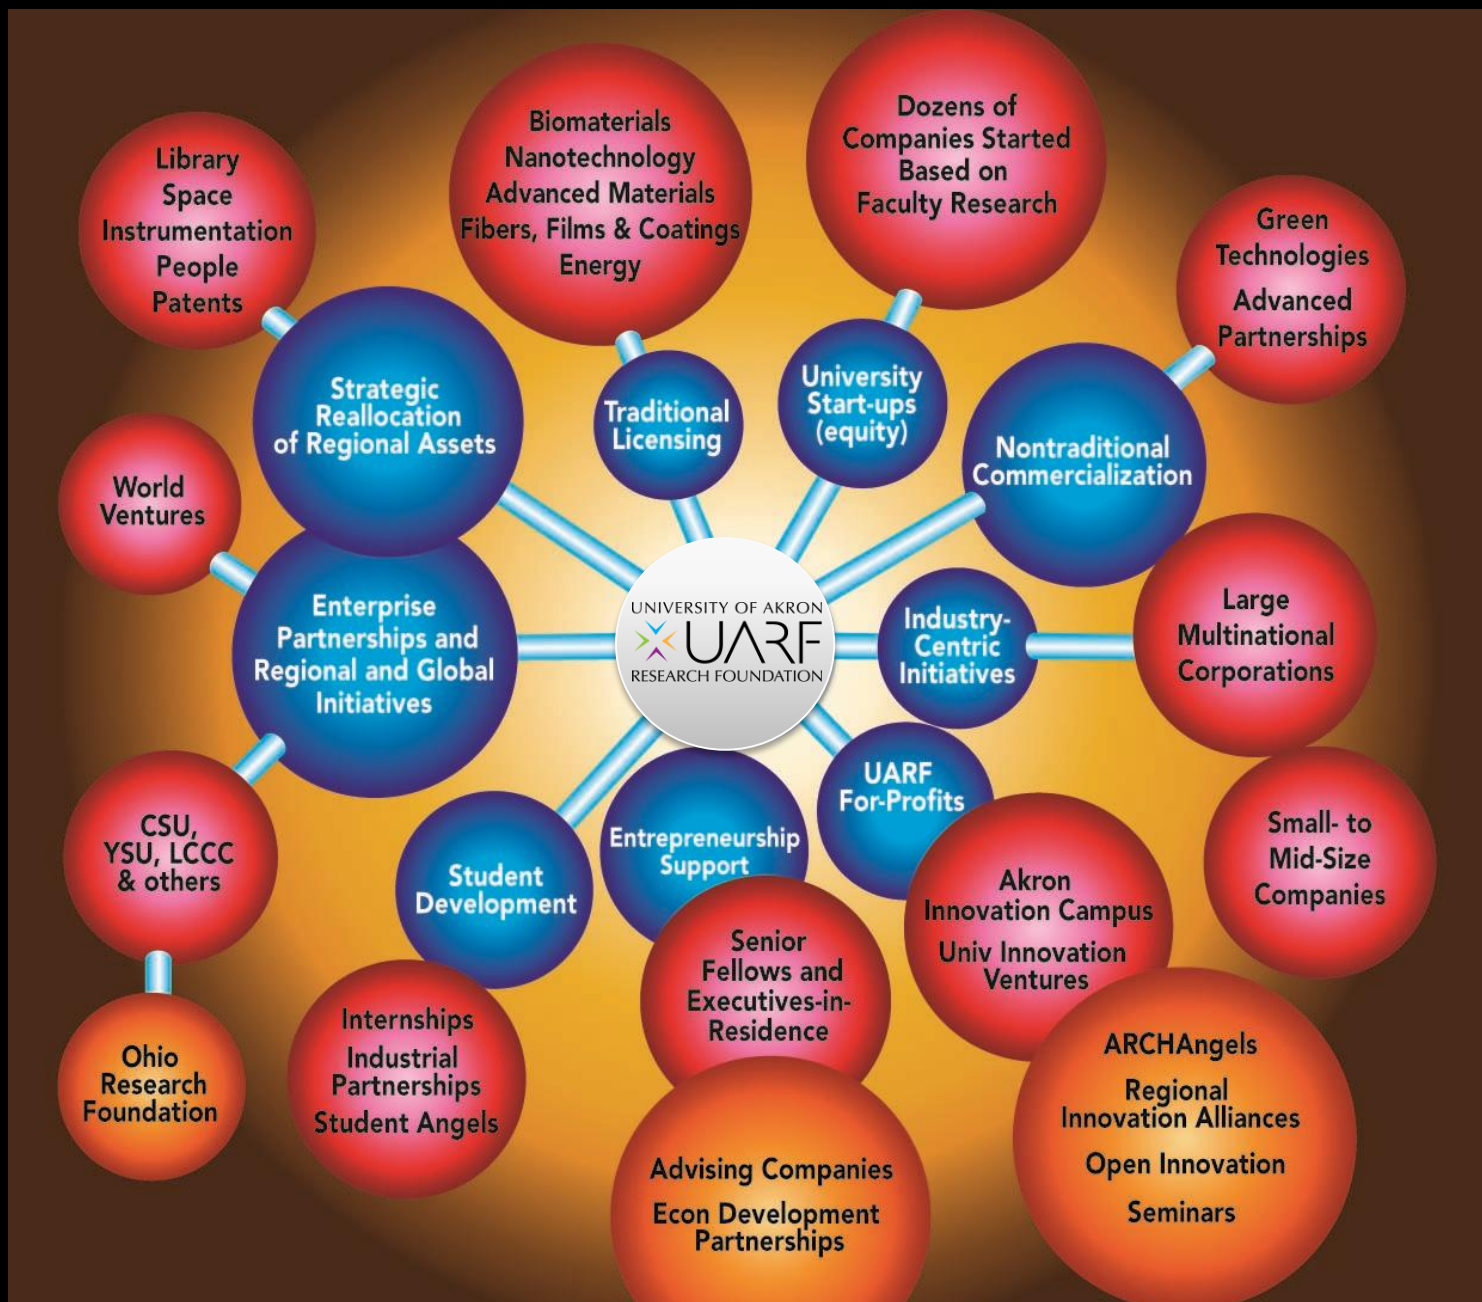 Library
Space
Instrumentation
People
Patents
Biomaterials
Nanotechnology
Advanced Materials
Fibers, Films & Coatings
Energy
Dozens of
Companies Started
Based on
Faculty Research
Green
Technologies
Advanced
Partnerships
Strategic
Reallocation
of Regional Assets
Traditional
Licensing
University
Start-ups
(equity)
Nontraditional
Commercialization
World
Ventures
Enterprise
Partnerships and
Regional and Global
Initiatives
UNIVERSITY OF AKRON
UARF
RESEARCH FOUNDATION
Industry-
Centric
Initiatives
Large
Multinational
Corporations
CSU,
YSU, LCCC
& others
Student
Development
Entrepreneurship
Support
UARF
For-Profits
Small- to
Mid-Size
Companies
Akron
Innovation Campus
Univ Innovation
Ventures
Senior
Fellows and
Executives-in-
Residence
Ohio
Research
Foundation
Internships
Industrial
Partnerships
Student Angels
Advising Companies
Econ Development
Partnerships
ARCHAngels
Regional
Innovation Alliances
Open Innovation
Seminars